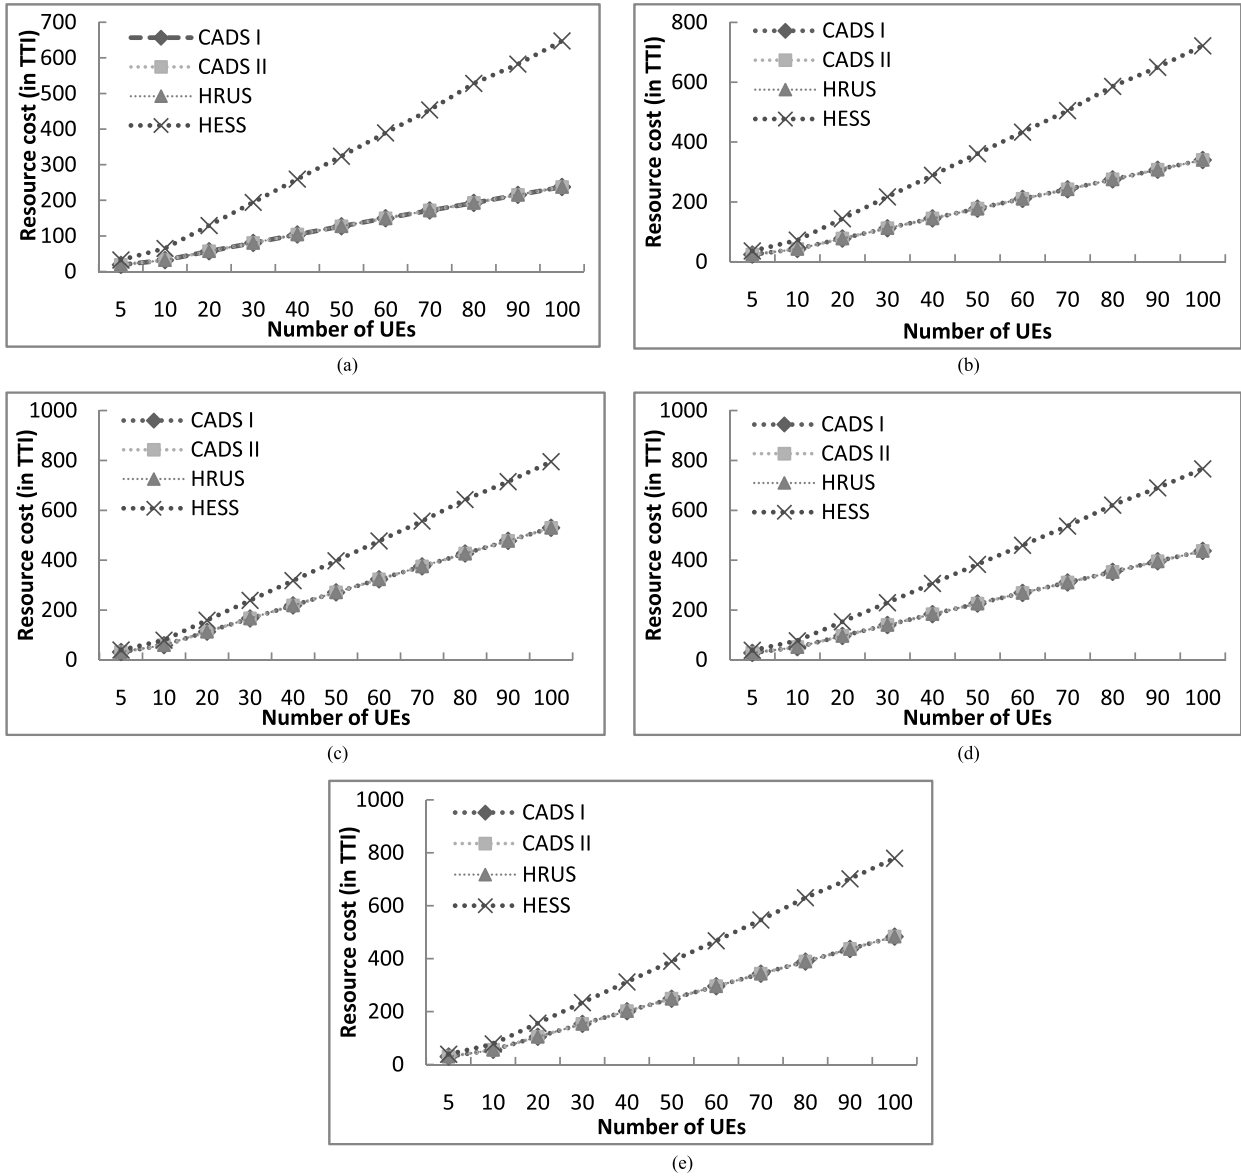 700
600
500
400
300
200
100
0
Resource cost (in TTI)
CADS I
CADS II
HRUS
HESS
5 10 20 30 40 50 60 70 80 90 100
Number of UEs
(a)
800
600
400
200
0
Resource cost (in TTI)
CADS I
CADS II
HRUS
HESS
5 10 20 30 40 50 60 70 80 90 100
Number of UEs
(b)
1000
800
600
400
200
0
Resource cost (in TTI)
CADS I
CADS II
HRUS
HESS
5 10 20 30 40 50 60 70 80 90 100
Number of UEs
(c)
1000
800
600
400
200
0
Resource cost (in TTI)
CADS I
CADS II
HRUS
HESS
5 10 20 30 40 50 60 70 80 90 100
Number of UEs
(d)
1000
800
600
400
200
0
Resource cost (in TTI)
CADS I
CADS II
HRUS
HESS
5 10 20 30 40 50 60 70 80 90 100
Number of UEs
(e)